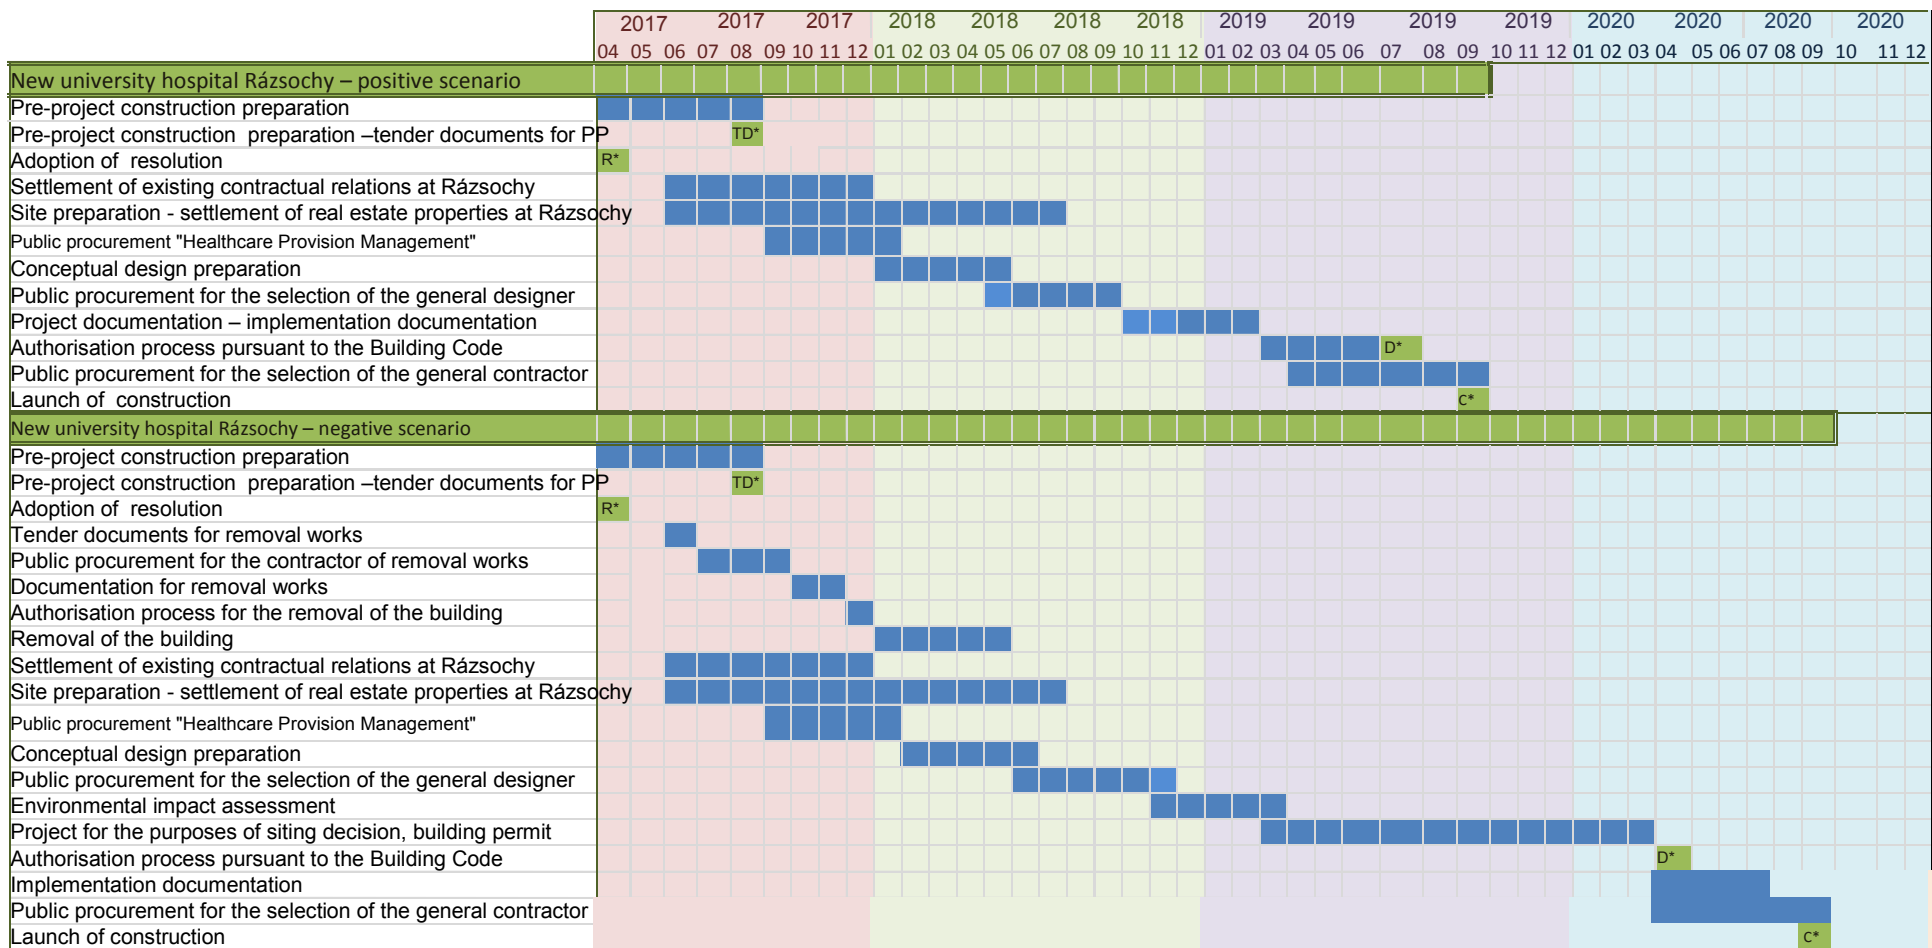 2017 2017 2017 2018 2018 2018 2018 2019 2019 2019 2019 2020 2020 2020 2020
04 05 06 07 08 09 10 11 12 01 02 03 04 05 06 07 08 09 10 11 12 01 02 03 04 05 06 07 08 09 10 11 12 01 02 03 04 05 06 07 08 09 10 11 12
New university hospital Rázsochy – positive scenario
Pre-project construction preparation
Pre-project construction preparation –tender documents for PP TD*
Adoption of resolution R*
Settlement of existing contractual relations at Rázsochy
Site preparation - settlement of real estate properties at Rázsochy
Public procurement "Healthcare Provision Management"
Conceptual design preparation
Public procurement for the selection of the general designer
Project documentation – implementation documentation
Authorisation process pursuant to the Building Code D*
Public procurement for the selection of the general contractor
Launch of construction C*
New university hospital Rázsochy – negative scenario
Pre-project construction preparation
Pre-project construction preparation –tender documents for PP TD*
Adoption of resolution R*
Tender documents for removal works
Public procurement for the contractor of removal works
Documentation for removal works
Authorisation process for the removal of the building
Removal of the building
Settlement of existing contractual relations at Rázsochy
Site preparation - settlement of real estate properties at Rázsochy
Public procurement "Healthcare Provision Management"
Conceptual design preparation
Public procurement for the selection of the general designer
Environmental impact assessment
Project for the purposes of siting decision, building permit
Authorisation process pursuant to the Building Code D*
Implementation documentation
Public procurement for the selection of the general contractor
Launch of construction C*